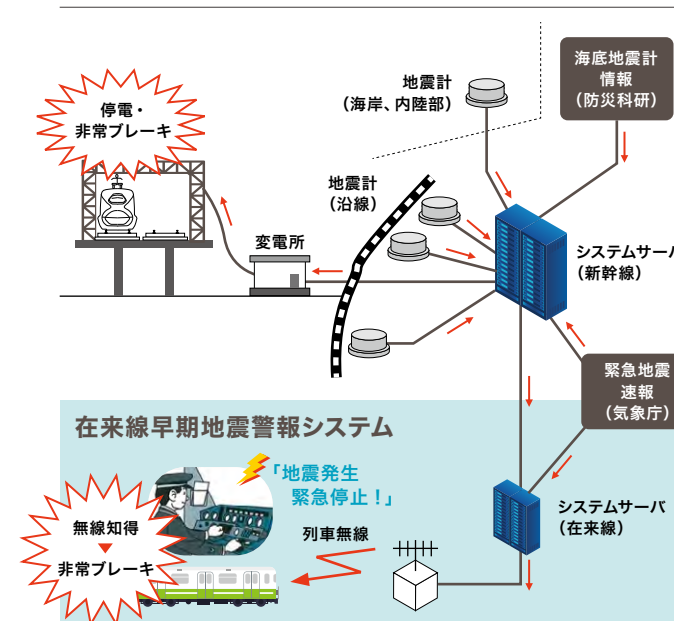 海底地震計
情報
（防災科研）
地震計
（海岸、内陸部）
停電・
非常ブレーキ
地震計
（沿線）
変電所
システムサーバ
（新幹線）
緊急地震
速報
（気象庁）
在来線早期地震警報システム
「地震発生
緊急停止！」
無線知得
▼
非常ブレーキ
列車無線
システムサーバ
（在来線）